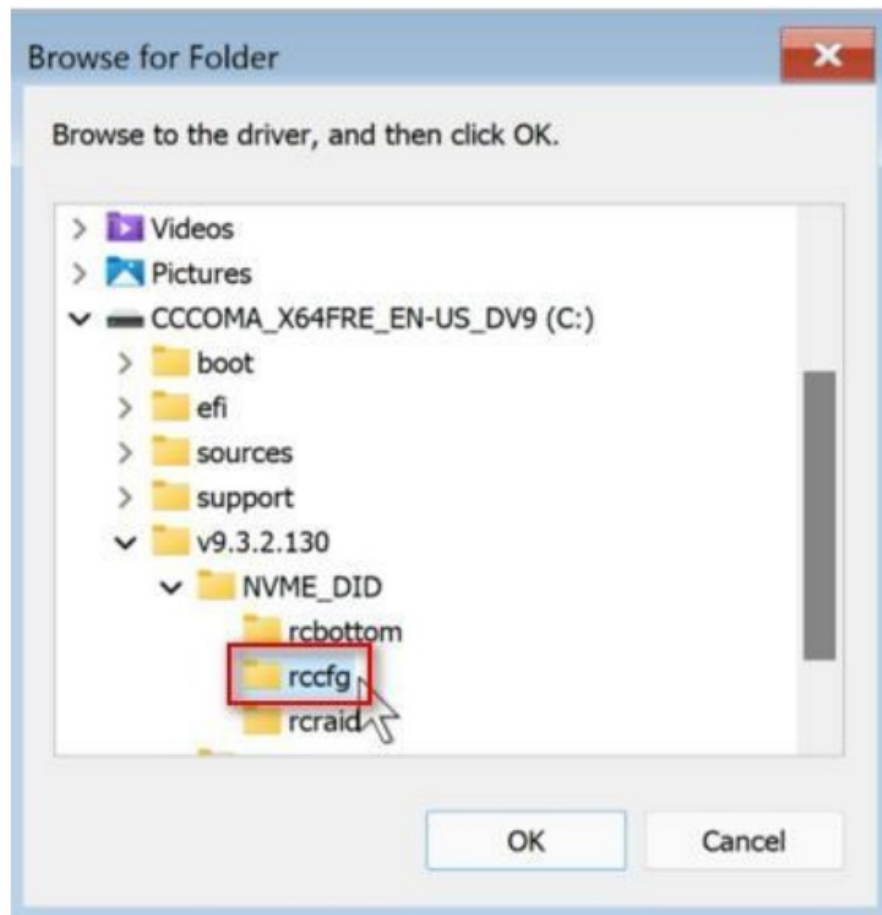 Browse for Folder
Browse to the driver, and then click OK.
Videos
Pictures
CCCOMA_X64FRE_EN-US_DV9 (C:)
boot
efi
sources
support
v9.3.2.130
NVME_DID
rcbottom
rccfg
rcraid
OK
Cancel